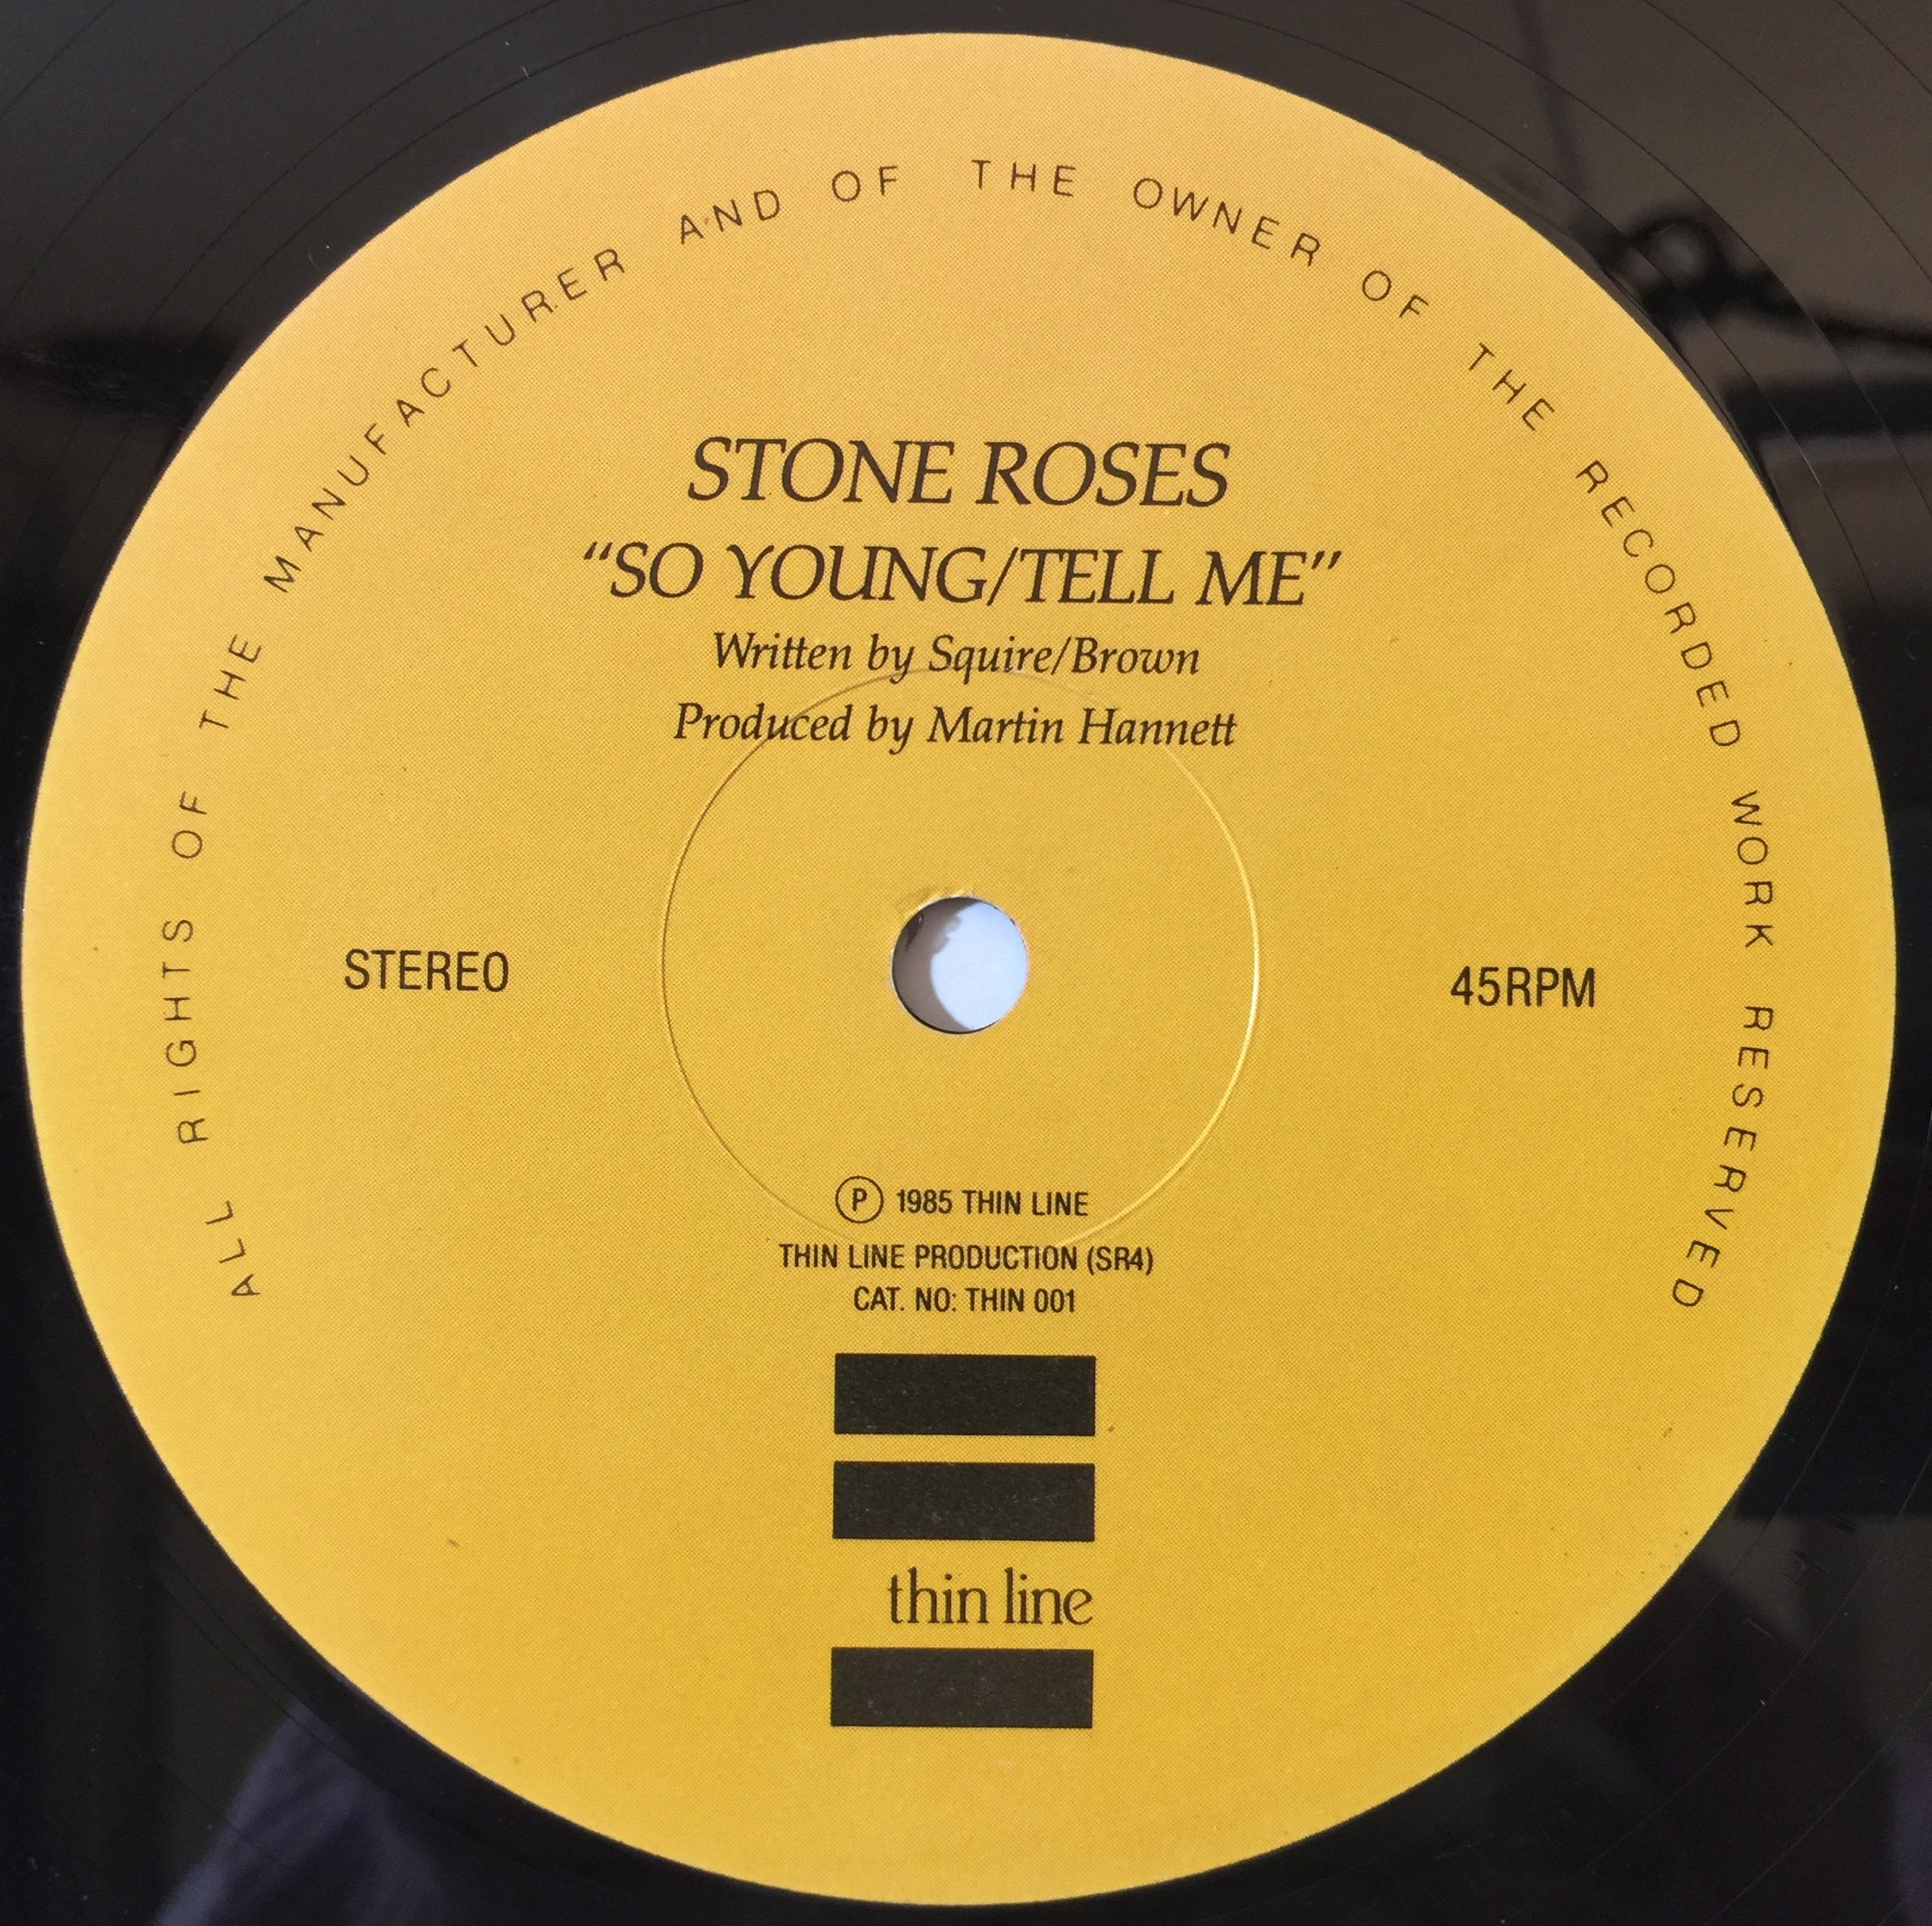 ALL RIGHTS OF THE MANUFACTURER AND OF THE OWNER OF THE RECORDED WORK RESERVED
STONE ROSES
“SO YOUNG/TELL ME”
Written by Squire/Brown
Produced by Martin Hannett
STEREO
45RPM
Ⓟ 1985 THIN LINE
THIN LINE PRODUCTION (SR4)
CAT. NO: THIN 001
thin line